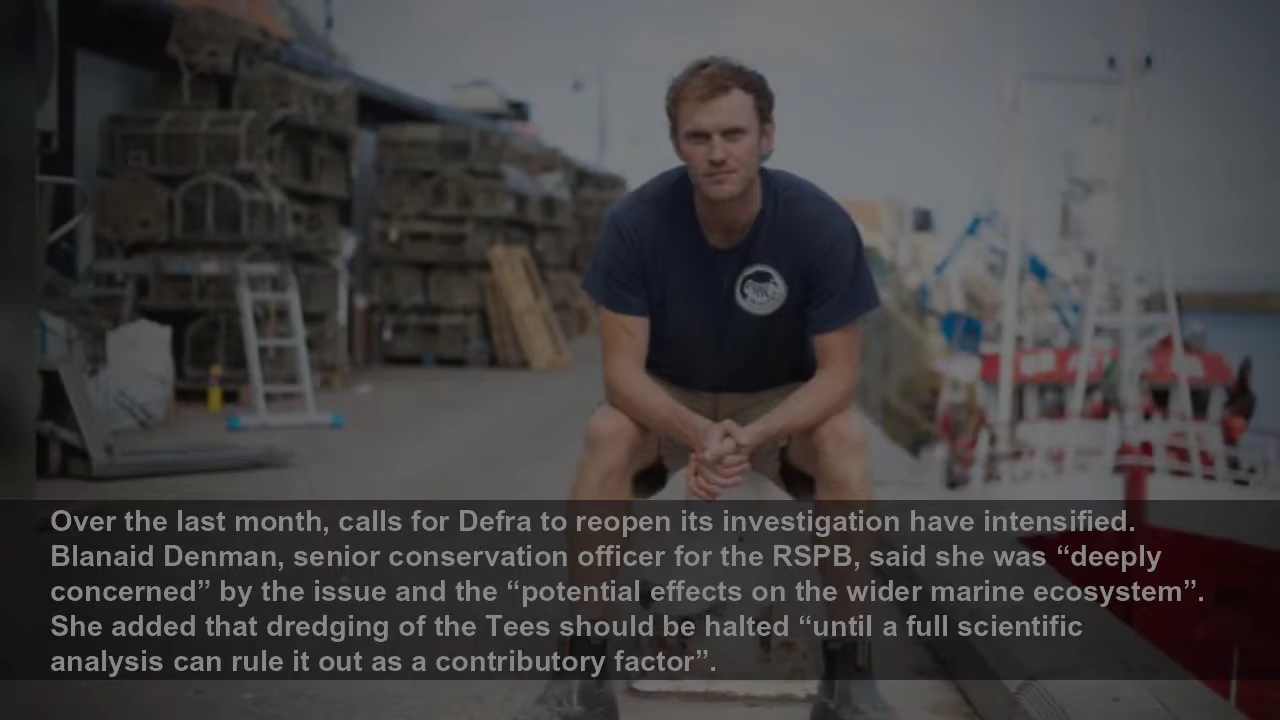 Over the last month, calls for Defra to reopen its investigation have intensified.
Blanaid Denman, senior conservation officer for the RSPB, said she was “deeply
concerned” by the issue and the “potential effects on the wider marine ecosystem”.
She added that dredging of the Tees should be halted “until a full scientific
analysis can rule it out as a contributory factor”.